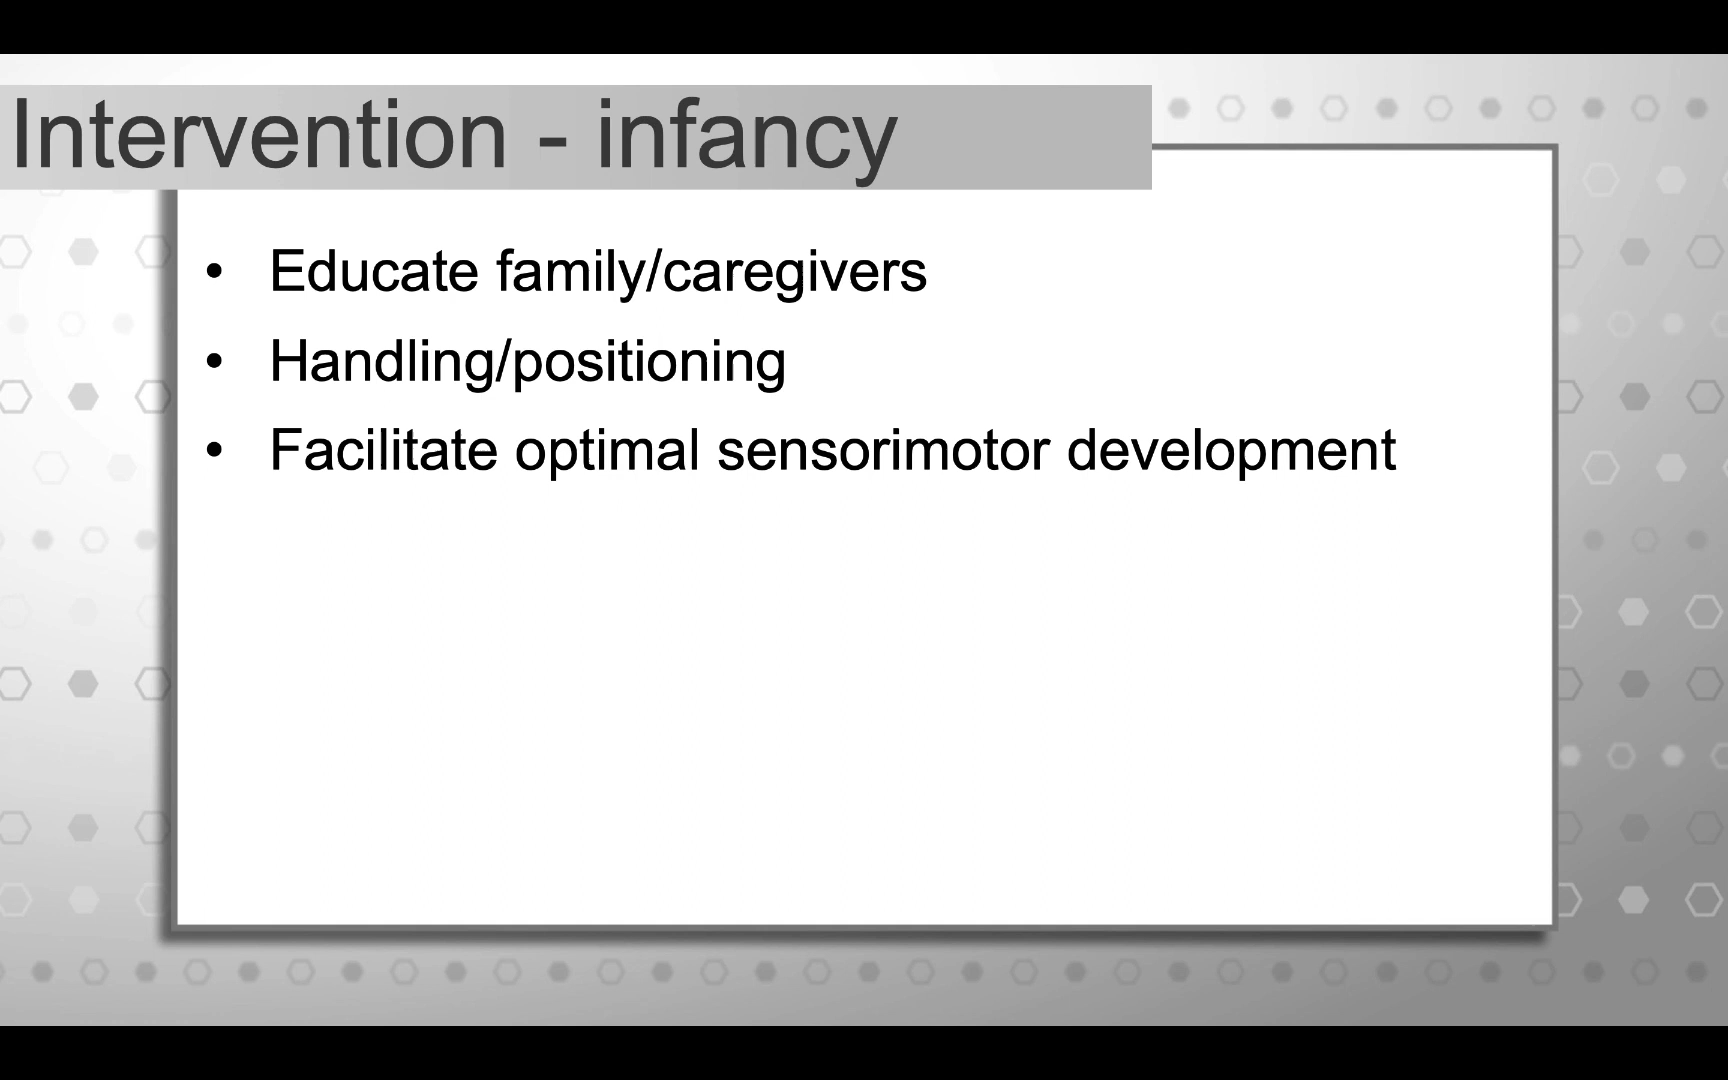 Intervention - infancy
• Educate family/caregivers
• Handling/positioning
• Facilitate optimal sensorimotor development